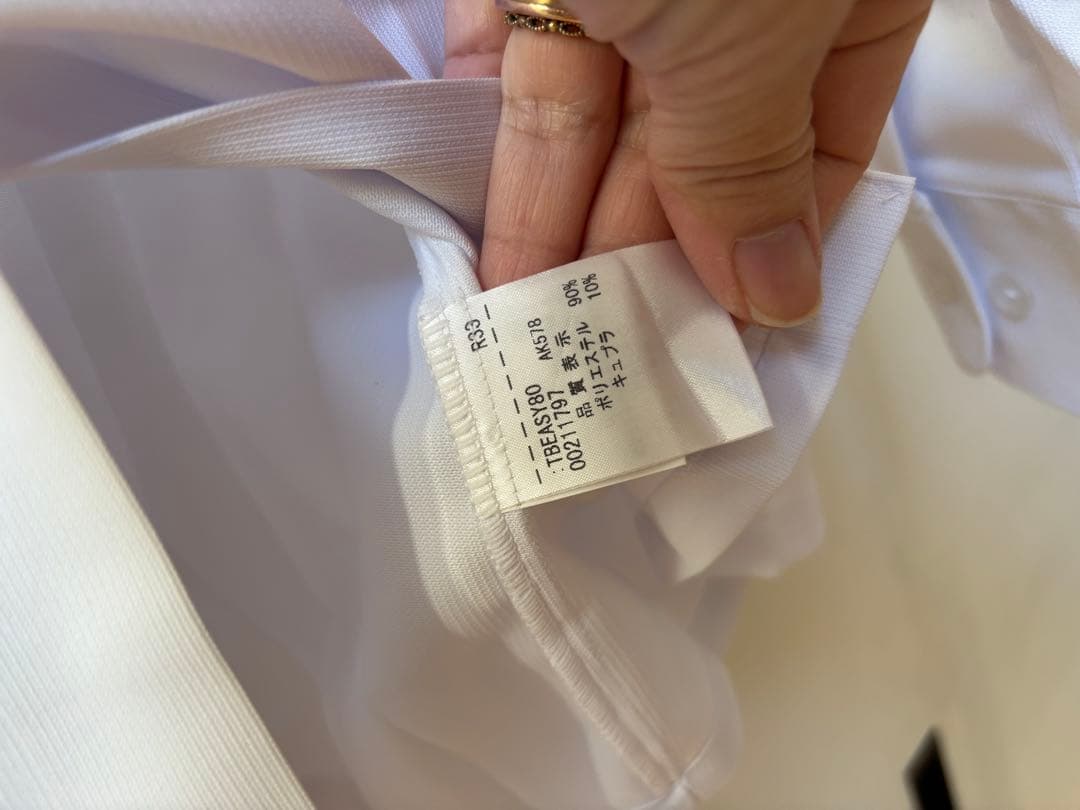 R33
:TBEASY80 AK578
00211797
品質表示
ポリエステル 90%
キュプラ 10%